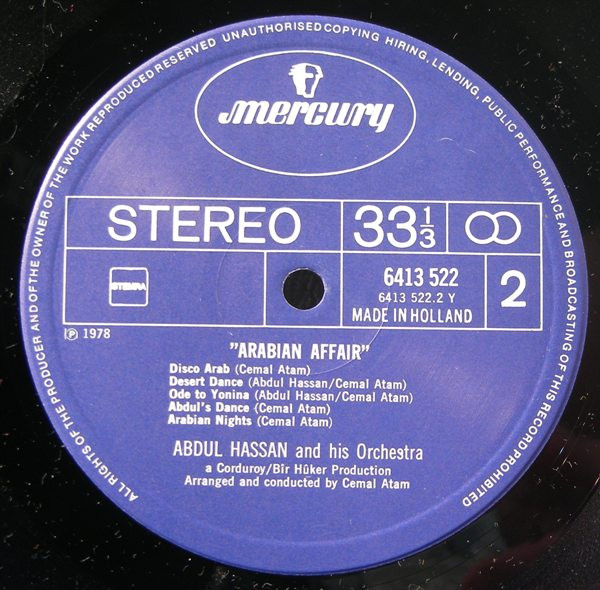 ALL RIGHTS OF THE PRODUCER AND OF THE OWNER OF THE WORK REPRODUCED RESERVED UNAUTHORISED COPYING HIRING, LENDING, PUBLIC PERFORMANCE AND BROADCASTING OF THIS RECORD PROHIBITED
mercury
STEREO 33 1/3
STEMRA
6413 522
6413 522.2 Y
MADE IN HOLLAND
2
℗ 1978
"ARABIAN AFFAIR"
Disco Arab (Cemal Atam)
Desert Dance (Abdul Hassan/Cemal Atam)
Ode to Yonina (Abdul Hassan/Cemal Atam)
Abdul's Dance (Cemal Atam)
Arabian Nights (Cemal Atam)
ABDUL HASSAN and his Orchestra
a Corduroy/Bîr Hûker Production
Arranged and conducted by Cemal Atam